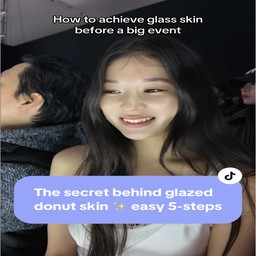 How to achieve glass skin
before a big event
The secret behind glazed
donut skin ✨ easy 5-steps